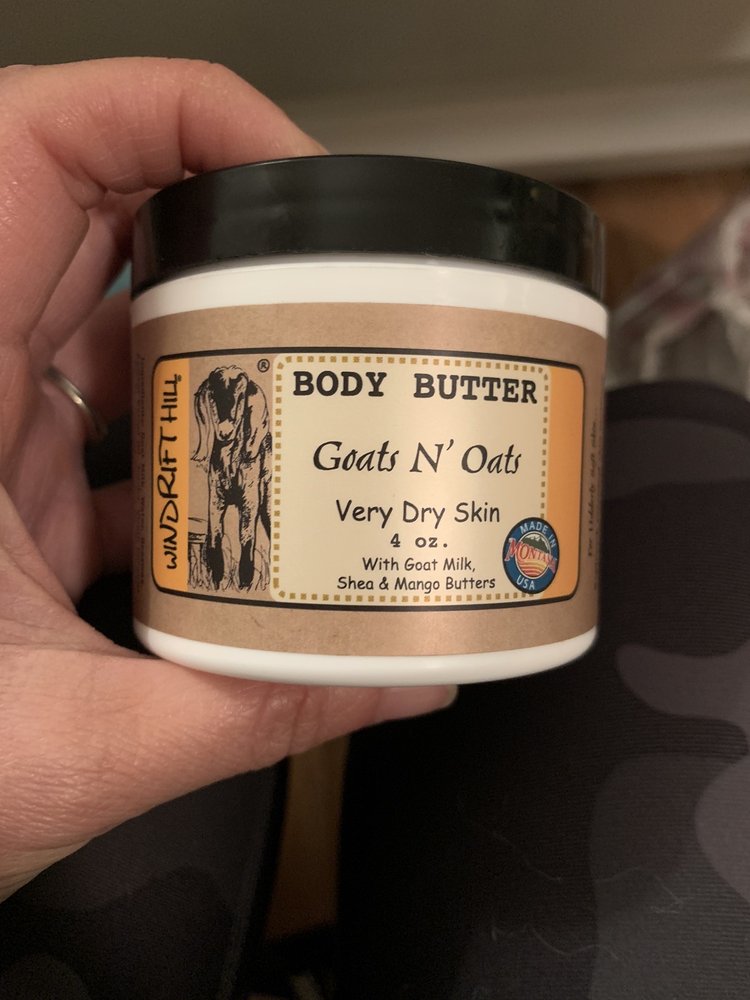 WINDRIFT HILL
®
BODY BUTTER
Goats N' Oats
Very Dry Skin
4 oz.
With Goat Milk,
Shea & Mango Butters
MADE IN
MONTANA
USA